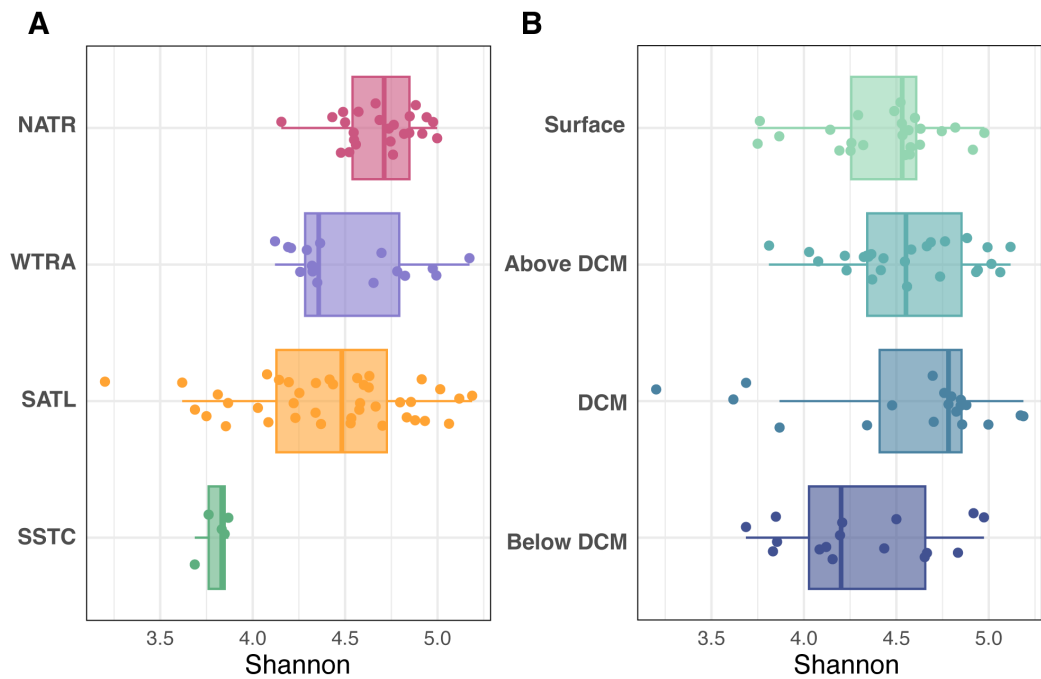 A
NATR
WTRA
SATL
SSTC
3.5 4.0 4.5 5.0
Shannon
B
Surface
Above DCM
DCM
Below DCM
3.5 4.0 4.5 5.0
Shannon